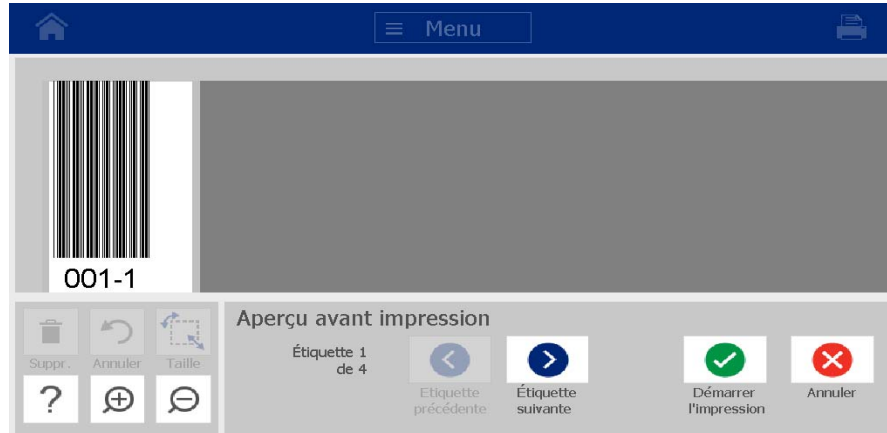 Menu
001-1
Aperçu avant impression
Étiquette 1
de 4
Etiquette
précédente
Étiquette
suivante
Démarrer
l'impression
Annuler
Suppr.
Annuler
Taille
?